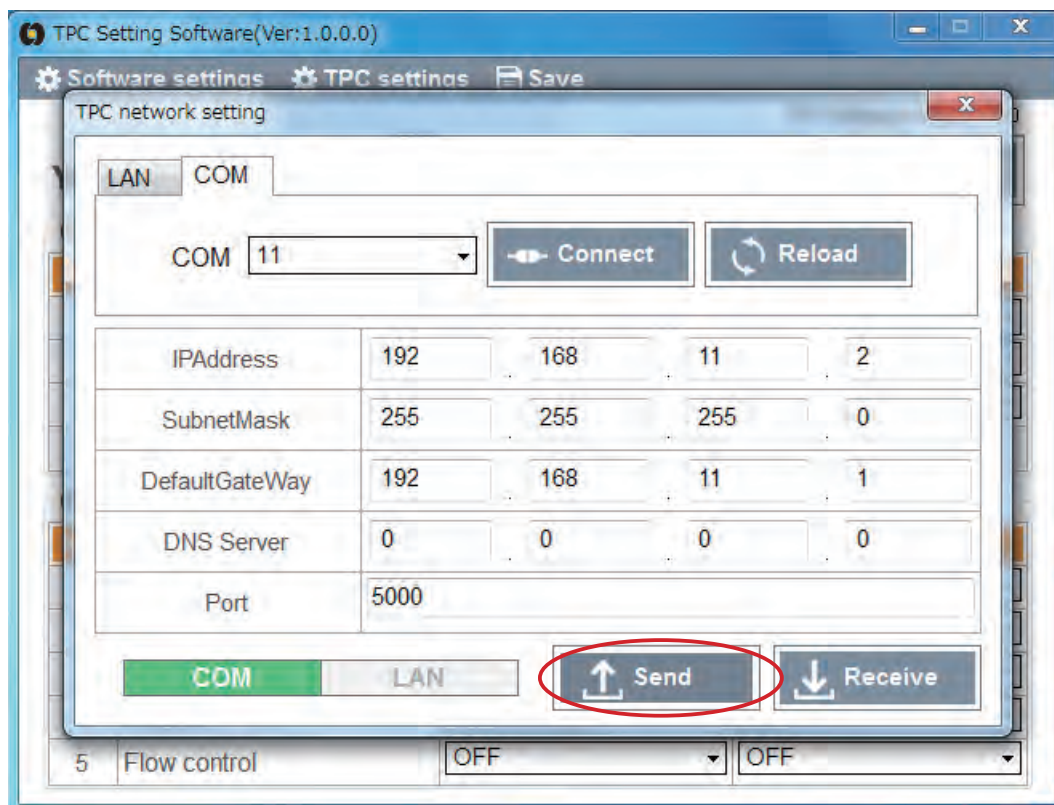 TPC Setting Software(Ver:1.0.0.0)
Software settings TPC settings Save
TPC network setting
LAN COM
COM 11 Connect Reload
IPAddress 192 . 168 . 11 . 2
SubnetMask 255 . 255 . 255 . 0
DefaultGateWay 192 . 168 . 11 . 1
DNS Server 0 . 0 . 0 . 0
Port 5000
COM LAN Send Receive
5 Flow control OFF OFF